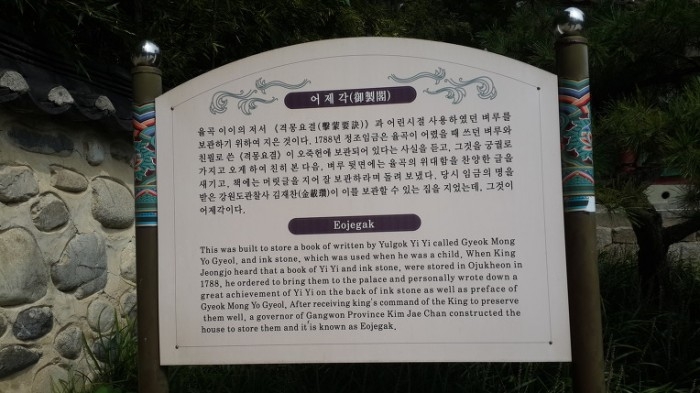 어제각(御製閣)
율곡 이이의 저서 《격몽요결(擊蒙要訣)》과 어린시절 사용하였던 벼루를
보관하기 위하여 지은 것이다. 1788년 정조임금은 율곡이 어렸을 때 쓰던 벼루와
친필로 쓴 《격몽요결》이 오죽헌에 보관되어 있다는 사실을 듣고, 그것을 궁궐로
가지고 오게 하여 친히 본 다음, 벼루 뒷면에는 율곡의 위대함을 찬양한 글을
새기고, 책에는 머릿글을 지어 잘 보관하라며 돌려 보냈다. 당시 임금의 명을
받은 강원도관찰사 김재찬(金載瓚)이 이를 보관할 수 있는 집을 지었는데, 그것이
어제각이다.
Eojegak
This was built to store a book of written by Yulgok Yi Yi called Gyeok Mong
Yo Gyeol, and ink stone, which was used when he was a child. When King
Jeongjo heard that a book of Yi Yi and ink stone, were stored in Ojukheon in
1788, he ordered to bring them to the palace and personally wrote down a
great achievement of Yi Yi on the back of ink stone as well as preface of
Gyeok Mong Yo Gyeol. After receiving king's command of the King to preserve
them well, a governor of Gangwon Province Kim Jae Chan constructed the
house to store them and it's known as Eojegak.